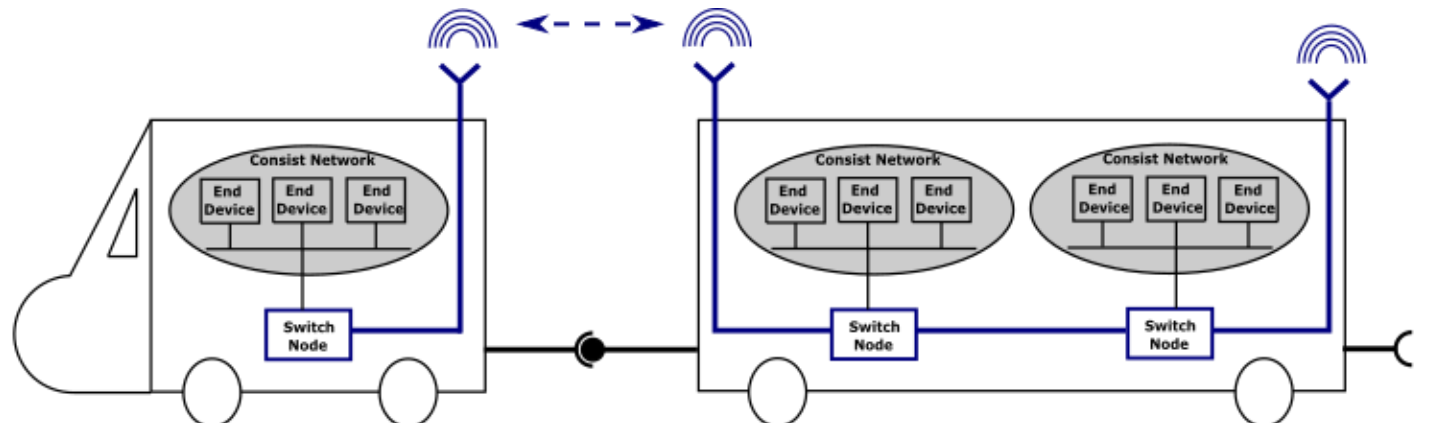 Consist Network
End
Device
End
Device
End
Device
Switch
Node
Consist Network
End
Device
End
Device
End
Device
Switch
Node
Consist Network
End
Device
End
Device
End
Device
Switch
Node